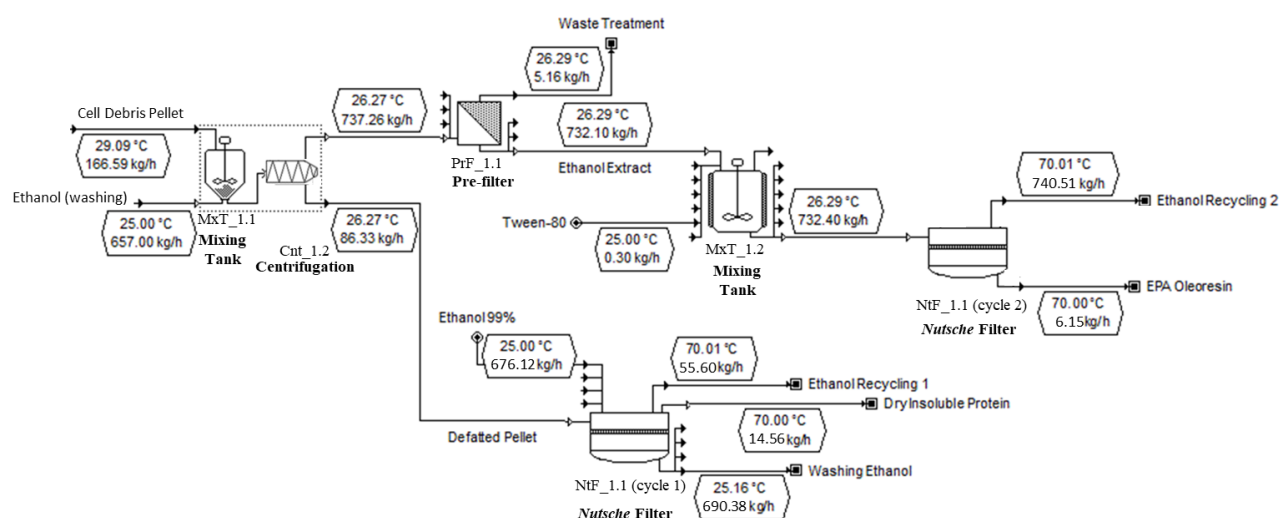 Waste Treatment
26.29 °C
5.16 kg/h
Cell Debris Pellet
26.27 °C
737.26 kg/h
26.29 °C
732.10 kg/h
29.09 °C
166.59 kg/h
PrF_1.1
Pre-filter
Ethanol Extract
70.01 °C
740.51 kg/h
Ethanol (washing)
25.00 °C
657.00 kg/h
MxT_1.1
Mixing
Tank
26.27 °C
86.33 kg/h
Cnt_1.2
Centrifugation
Tween-80
25.00 °C
0.30 kg/h
26.29 °C
732.40 kg/h
MxT_1.2
Mixing
Tank
Ethanol Recycling 2
EPA Oleoresin
NtF_1.1 (cycle 2)
Nutsche Filter
70.00 °C
6.15kg/h
Ethanol 99%
25.00 °C
676.12 kg/h
70.01 °C
55.60 kg/h
Ethanol Recycling 1
Dry Insoluble Protein
70.00 °C
14.56 kg/h
Defatted Pellet
Washing Ethanol
NtF_1.1 (cycle 1)
Nutsche Filter
25.16 °C
690.38 kg/h